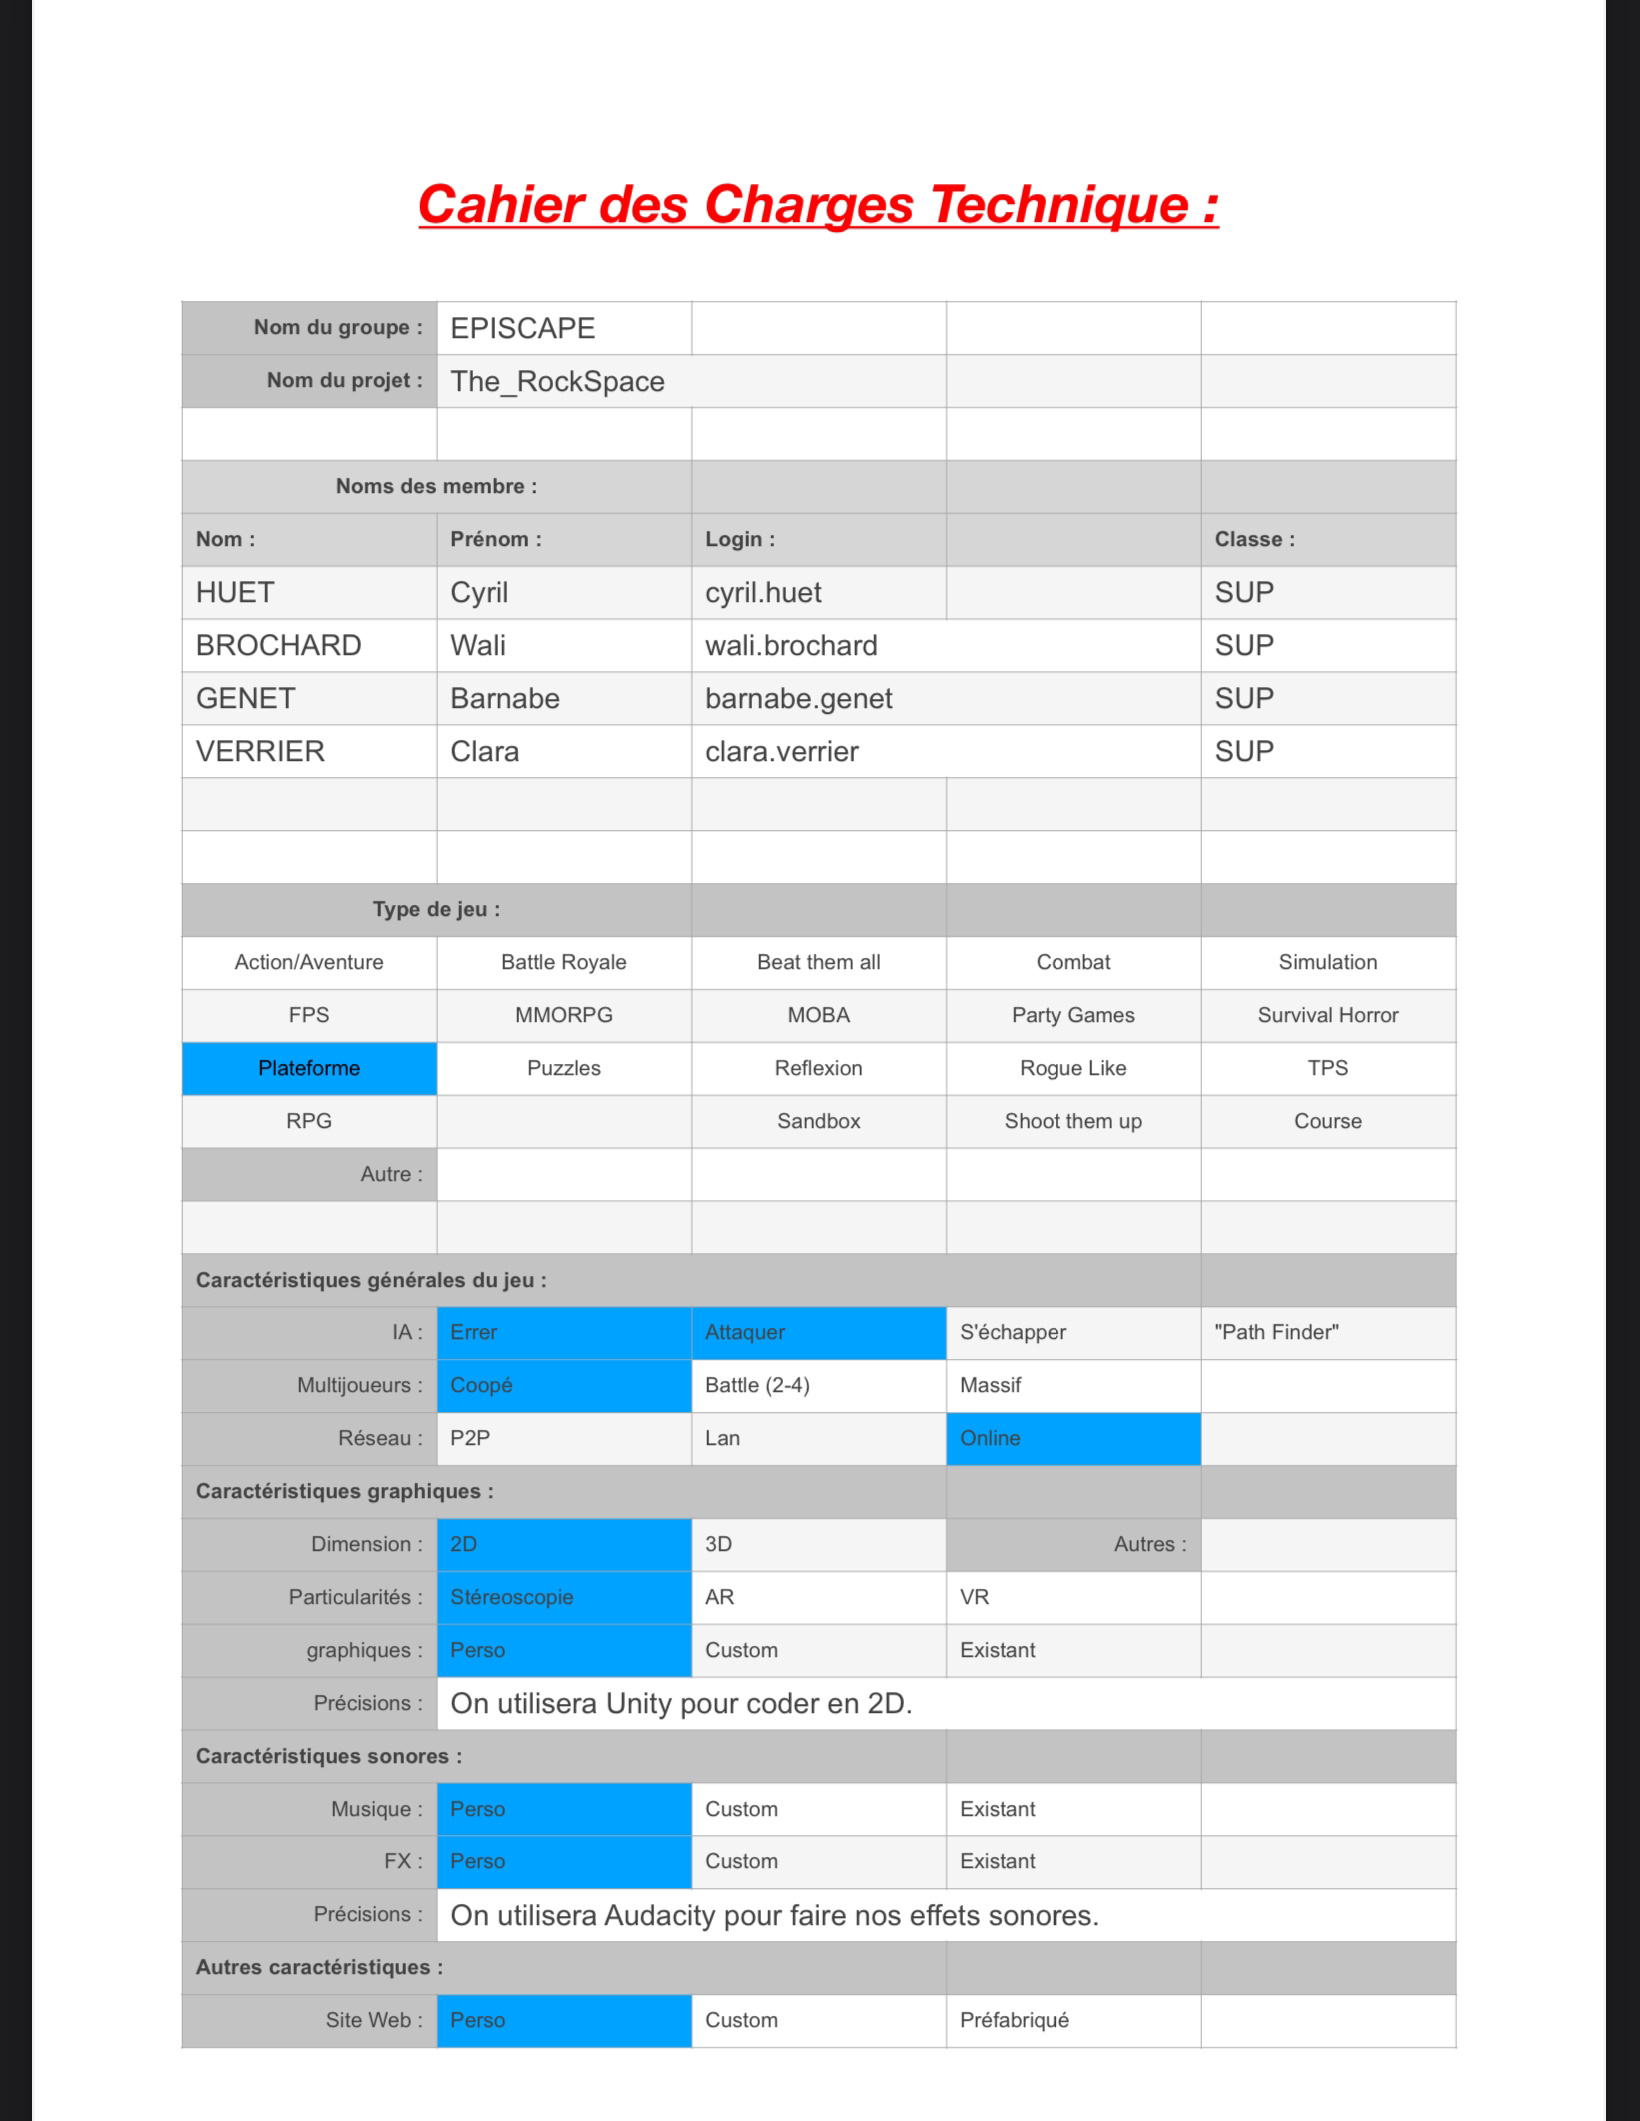 Cahier des Charges Technique :
Nom du groupe : EPISCAPE
Nom du projet : The_RockSpace
Noms des membre :
Nom : Prénom : Login : Classe :
HUET Cyril cyril.huet SUP
BROCHARD Wali wali.brochard SUP
GENET Barnabe barnabe.genet SUP
VERRIER Clara clara.verrier SUP
Type de jeu :
Action/Aventure Battle Royale Beat them all Combat Simulation
FPS MMORPG MOBA Party Games Survival Horror
Plateforme Puzzles Reflexion Rogue Like TPS
RPG Sandbox Shoot them up Course
Autre :
Caractéristiques générales du jeu :
IA : Errer Attaquer S'échapper "Path Finder"
Multijoueurs : Coopé Battle (2-4) Massif
Réseau : P2P Lan Online
Caractéristiques graphiques :
Dimension : 2D 3D Autres :
Particularités : Stéreoscopie AR VR
graphiques : Perso Custom Existant
Précisions : On utilisera Unity pour coder en 2D.
Caractéristiques sonores :
Musique : Perso Custom Existant
FX : Perso Custom Existant
Précisions : On utilisera Audacity pour faire nos effets sonores.
Autres caractéristiques :
Site Web : Perso Custom Préfabriqué